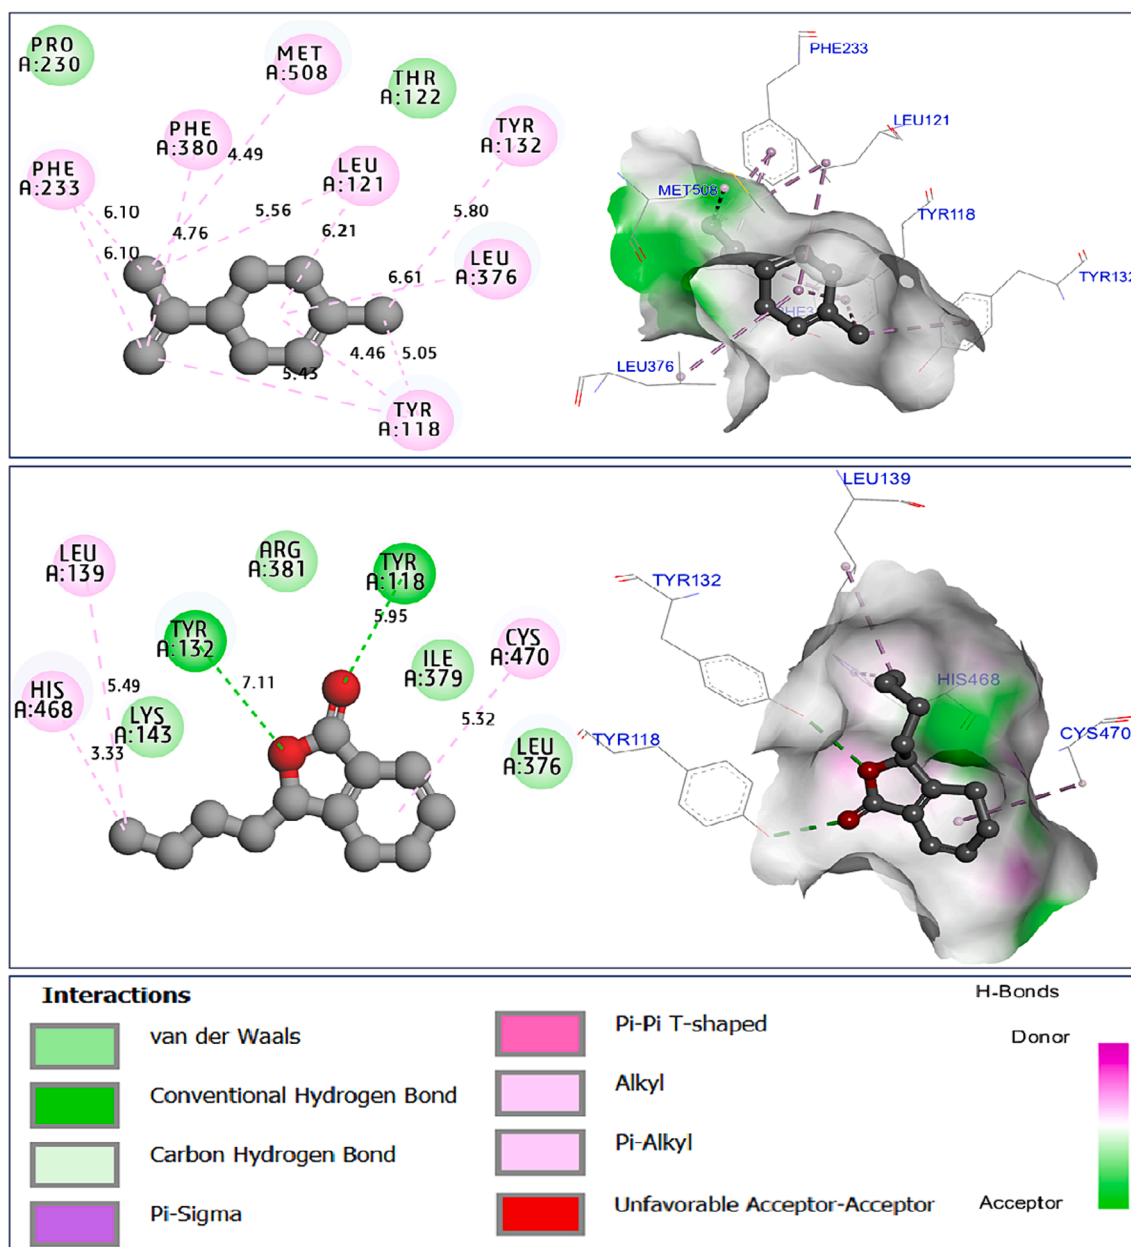 PRO
A:230
MET
A:508
THR
A:122
PHE
A:380
TYR
A:132
PHE
A:233
LEU
A:121
4.49
6.10
5.56
5.80
4.76
6.21
6.10
LEU
A:376
6.61
4.46
5.05
5.43
TYR
A:118
PHE233
LEU121
MET508
TYR118
TYR132
LEU376
LEU
A:139
ARG
A:381
TYR
A:118
TYR
A:132
5.95
CYS
A:470
ILE
A:379
HIS
A:468
5.49
7.11
LYS
A:143
5.32
3.33
LEU
A:376
LEU139
TYR132
HIS468
TYR118
CYS470
Interactions
van der Waals
Conventional Hydrogen Bond
Carbon Hydrogen Bond
Pi-Sigma
Pi-Pi T-shaped
Alkyl
Pi-Alkyl
Unfavorable Acceptor-Acceptor
H-Bonds
Donor
Acceptor